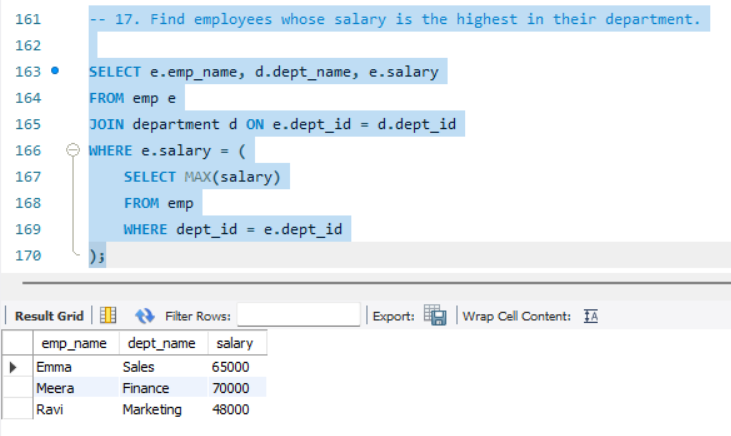 161 -- 17. Find employees whose salary is the highest in their department.
162
163 SELECT e.emp_name, d.dept_name, e.salary
164 FROM emp e
165 JOIN department d ON e.dept_id = d.dept_id
166 WHERE e.salary = (
167 SELECT MAX(salary)
168 FROM emp
169 WHERE dept_id = e.dept_id
170 );
Result Grid Filter Rows: Export: Wrap Cell Content: IA
emp_name dept_name salary
Emma Sales 65000
Meera Finance 70000
Ravi Marketing 48000